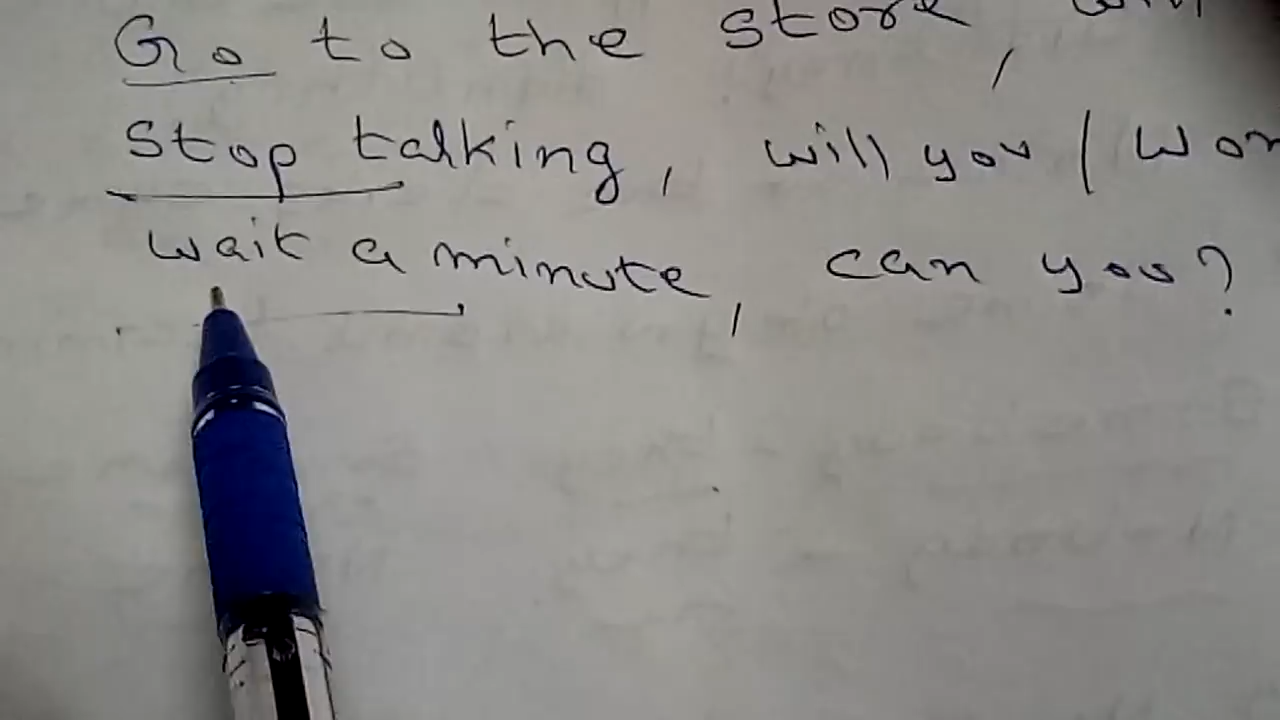 Go to the store,
Stop talking, will you /
wait a minute, can you?